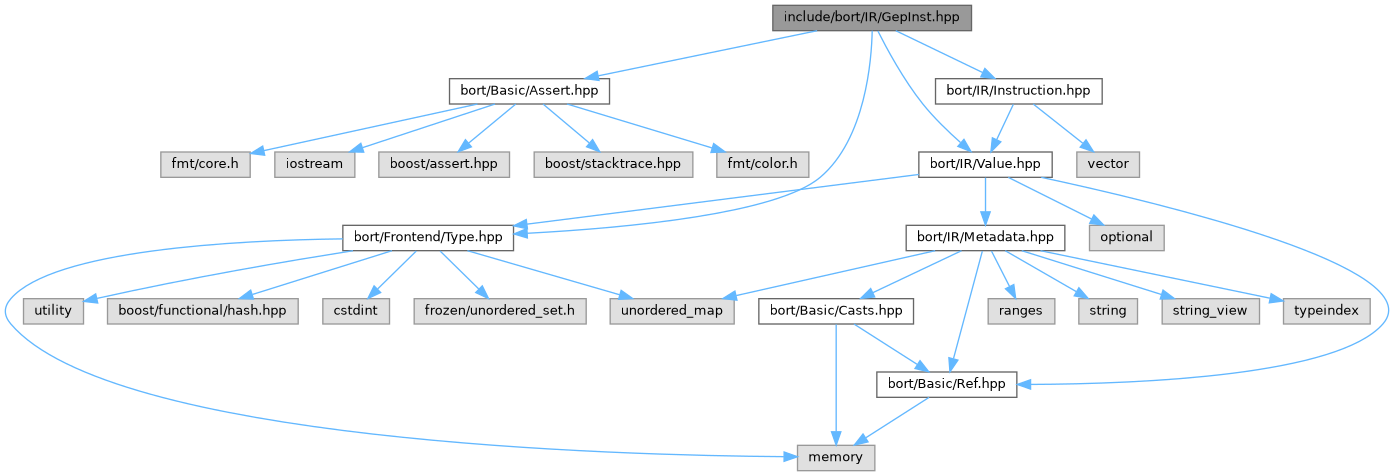 include/bort/IR/GepInst.hpp
bort/Basic/Assert.hpp
bort/IR/Instruction.hpp
fmt/core.h
iostream
boost/assert.hpp
boost/stacktrace.hpp
fmt/color.h
bort/IR/Value.hpp
vector
bort/Frontend/Type.hpp
bort/IR/Metadata.hpp
optional
utility
boost/functional/hash.hpp
cstdint
frozen/unordered_set.h
unordered_map
bort/Basic/Casts.hpp
ranges
string
string_view
typeindex
bort/Basic/Ref.hpp
memory